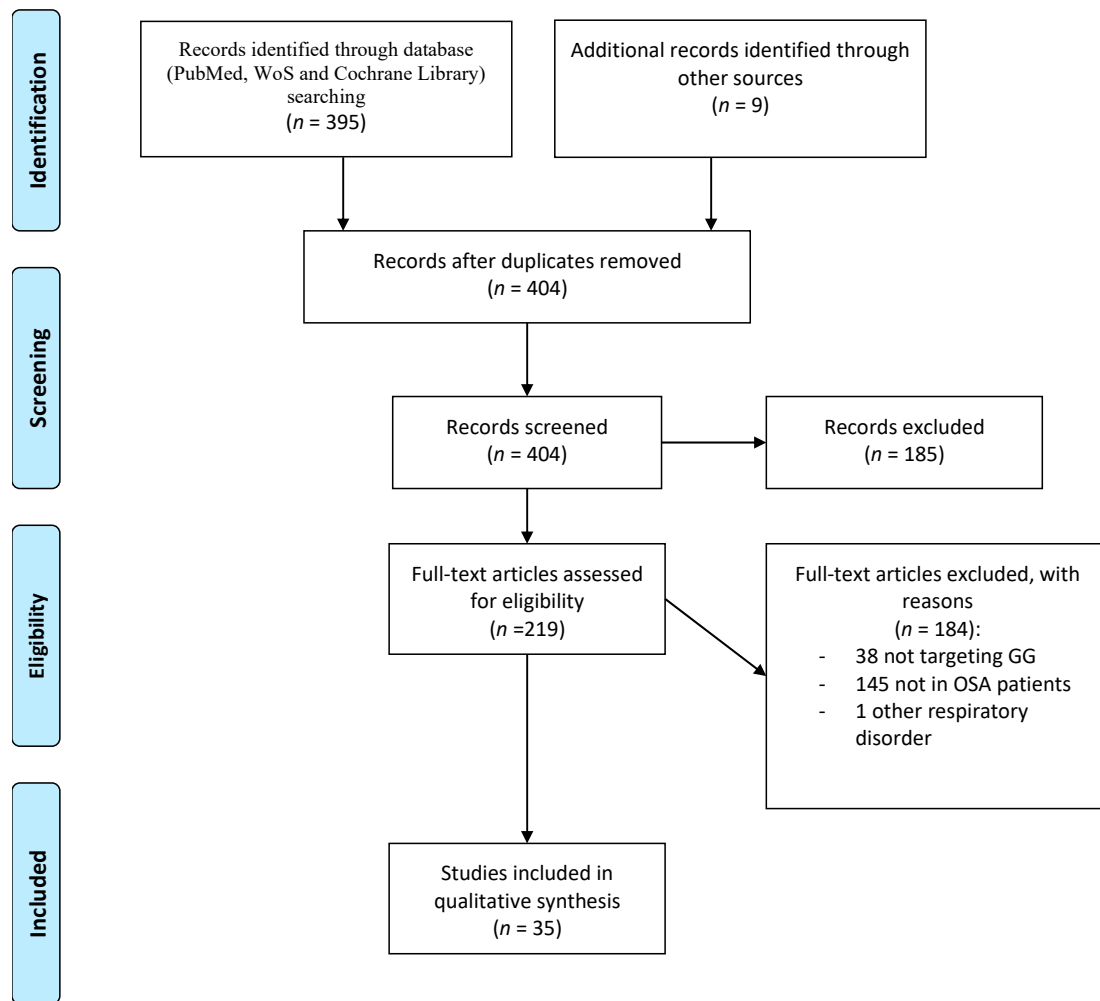 Identification
Records identified through database
(PubMed, WoS and Cochrane Library)
searching
(n = 395)
Additional records identified through
other sources
(n = 9)
Screening
Records after duplicates removed
(n = 404)
Records screened
(n = 404)
Records excluded
(n = 185)
Eligibility
Full-text articles assessed
for eligibility
(n =219)
Full-text articles excluded, with
reasons
(n = 184):
- 38 not targeting GG
- 145 not in OSA patients
- 1 other respiratory
disorder
Included
Studies included in
qualitative synthesis
(n = 35)